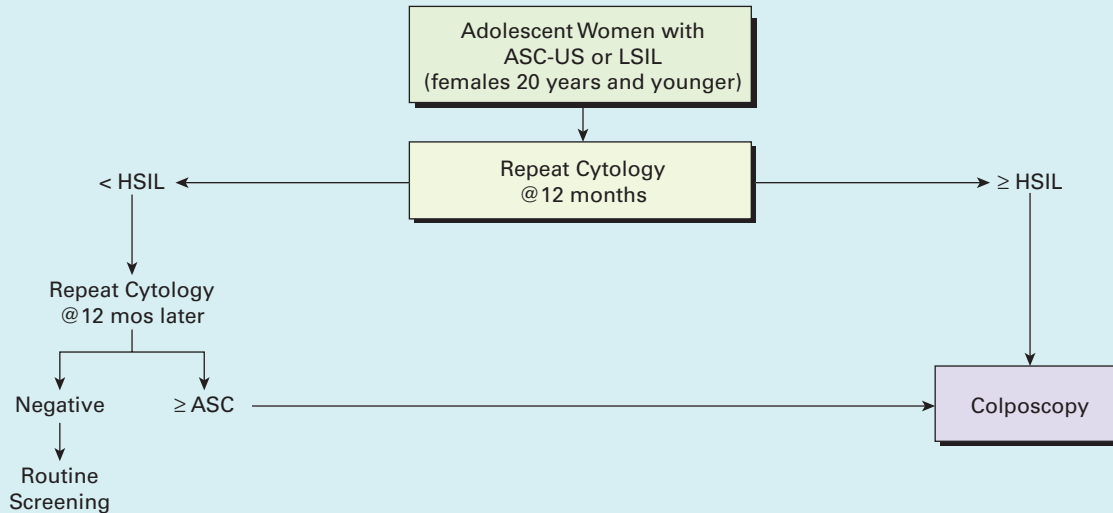 Adolescent Women with
ASC-US or LSIL
(females 20 years and younger)
Repeat Cytology
@12 months
< HSIL
≥ HSIL
Repeat Cytology
@12 mos later
Negative
≥ ASC
Colposcopy
Routine
Screening